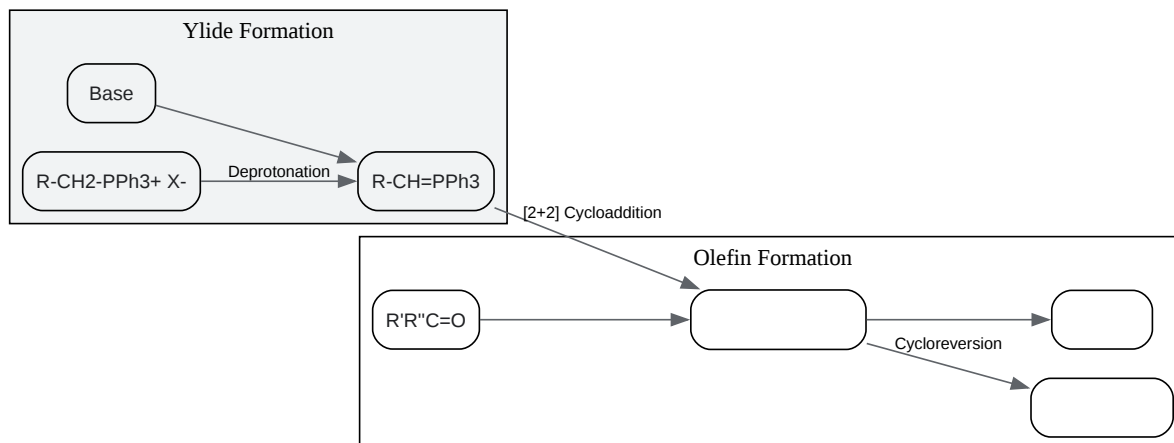 Ylide Formation
Base
R-CH2-PPh3+ X-
Deprotonation
R-CH=PPh3
[2+2] Cycloaddition
Olefin Formation
R'R''C=O
Cycloreversion